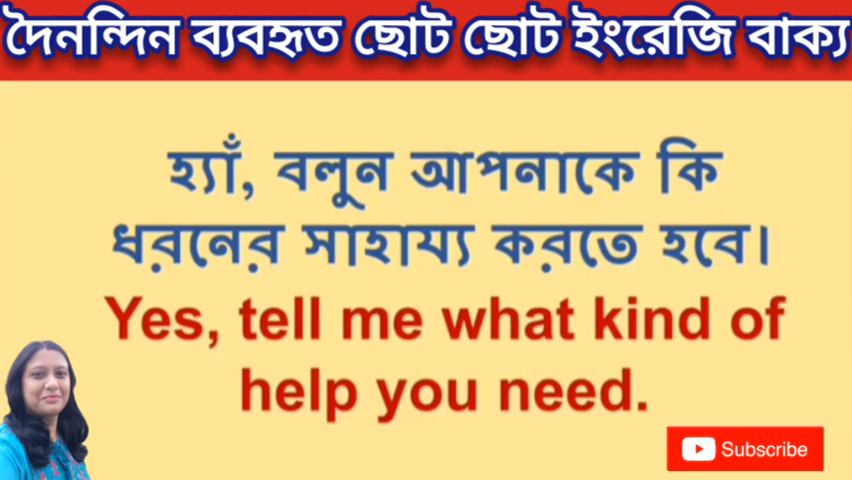 দৈনন্দিন ব্যবহৃত ছোট ছোট ইংরেজি বাক্য
হ্যাঁ, বলুন আপনাকে কি
ধরনের সাহায্য করতে হবে।
Yes, tell me what kind of
help you need.
Subscribe